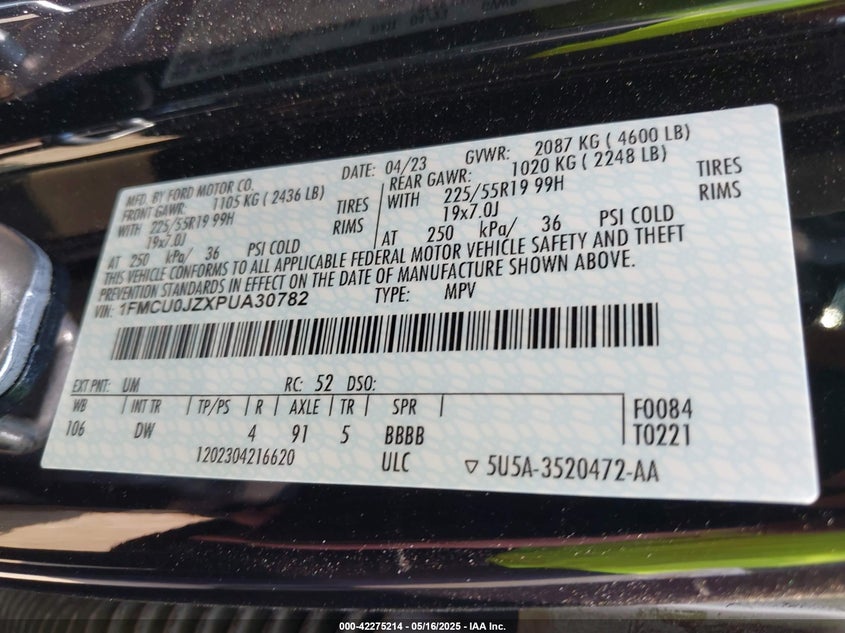 MFD. BY FORD MOTOR CO. DATE: 04/23 GVWR: 2087 KG ( 4600 LB)
FRONT GAWR: 1105 KG ( 2436 LB) REAR GAWR: 1020 KG ( 2248 LB)
WITH 225/55R19 99H TIRES WITH 225/55R19 99H TIRES
19x7.0J RIMS 19x7.0J RIMS
AT 250 kPa/ 36 PSI COLD AT 250 kPa/ 36 PSI COLD
THIS VEHICLE CONFORMS TO ALL APPLICABLE FEDERAL MOTOR VEHICLE SAFETY AND THEFT
PREVENTION STANDARDS IN EFFECT ON THE DATE OF MANUFACTURE SHOWN ABOVE.
VIN: 1FMCU0JZXPUA30782 TYPE: MPV
EXT PNT: UM RC: 52 DSO:
WB INT TR TP/PS R AXLE TR SPR F0084
106 DW 4 91 5 BBBB T0221
1202304216620 ULC ▽ 5U5A-3520472-AA
000-42275214 - 05/16/2025 - IAA Inc.